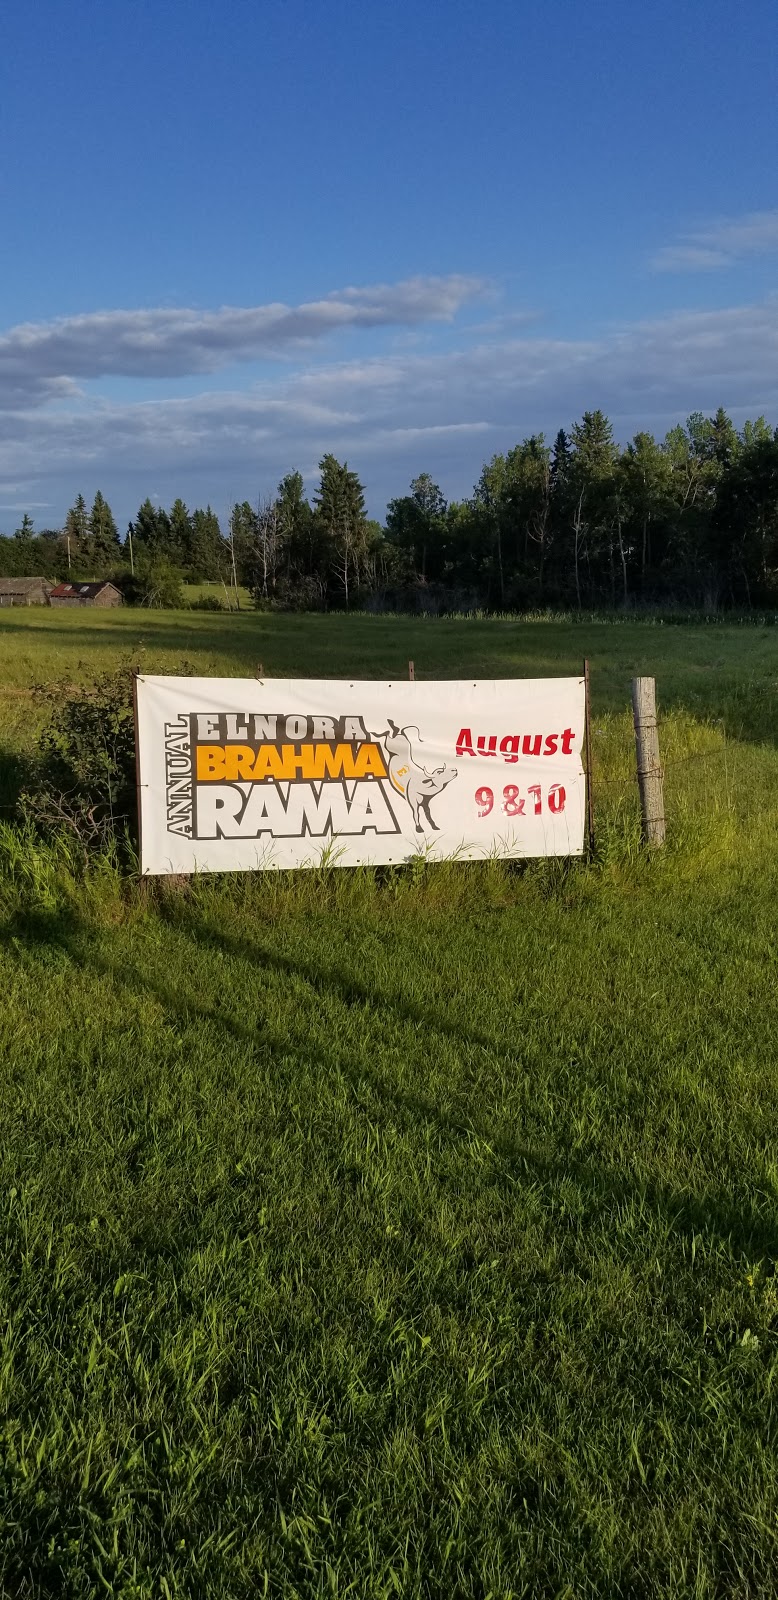 ANNUAL
ELNORA
BRAHMA
RAMA
August
9 & 10